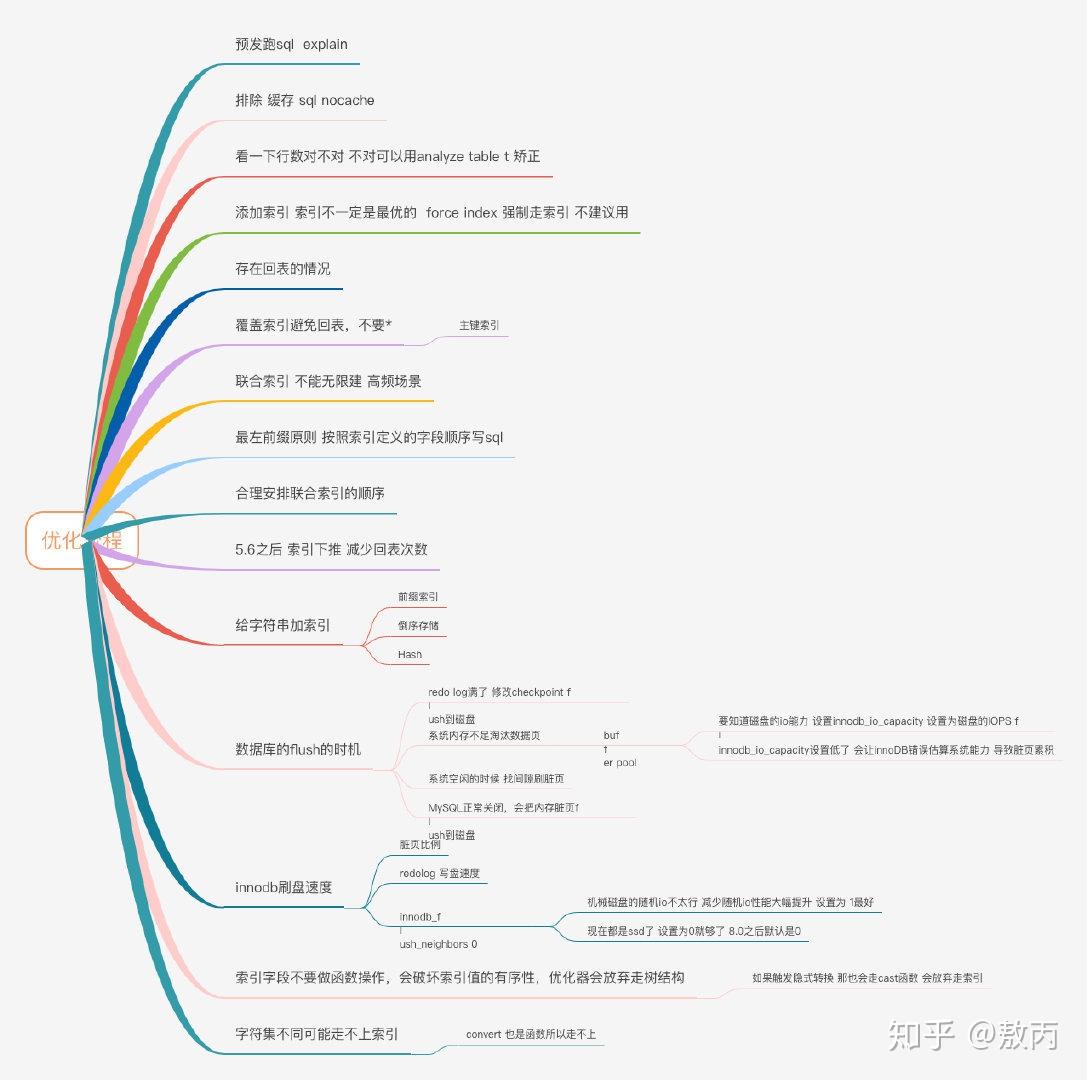 预发跑sql explain
排除 缓存 sql nocache
看一下行数对不对 不对可以用analyze table t 矫正
添加索引 索引不一定是最优的 force index 强制走索引 不建议用
存在回表的情况
覆盖索引避免回表，不要*
主键索引
联合索引 不能无限建 高频场景
最左前缀原则 按照索引定义的字段顺序写sql
合理安排联合索引的顺序
优化 程
5.6之后 索引下推 减少回表次数
给字符串加索引
前缀索引
倒序存储
Hash
数据库的flush的时机
redo log满了 修改checkpoint f
l
ush到磁盘
系统内存不足淘汰数据页
buf
f
er pool
要知道磁盘的io能力 设置innodb_io_capacity 设置为磁盘的IOPS f
l
innodb_io_capacity设置低了 会让innoDB错误估算系统能力 导致脏页累积
系统空闲的时候 找间隙刷脏页
MySQL正常关闭，会把内存脏页f
l
ush到磁盘
innodb刷盘速度
脏页比例
redolog 写盘速度
innodb_f
l
ush_neighbors 0
机械磁盘的随机io不太行 减少随机io性能大幅提升 设置为 1最好
现在都是ssd了 设置为0就够了 8.0之后默认是0
索引字段不要做函数操作，会破坏索引值的有序性，优化器会放弃走树结构
如果触发隐式转换 那也会走cast函数 会放弃走索引
字符集不同可能走不上索引
convert 也是函数所以走不上
知乎 @敖丙